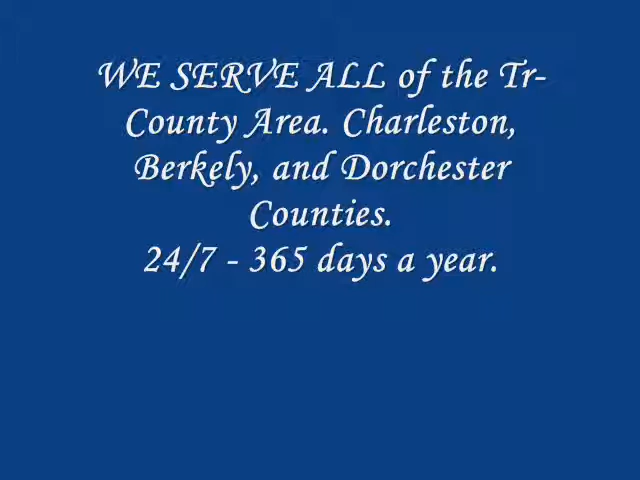 WE SERVE ALL of the Tr-
County Area. Charleston,
Berkely, and Dorchester
Counties.
24/7 - 365 days a year.